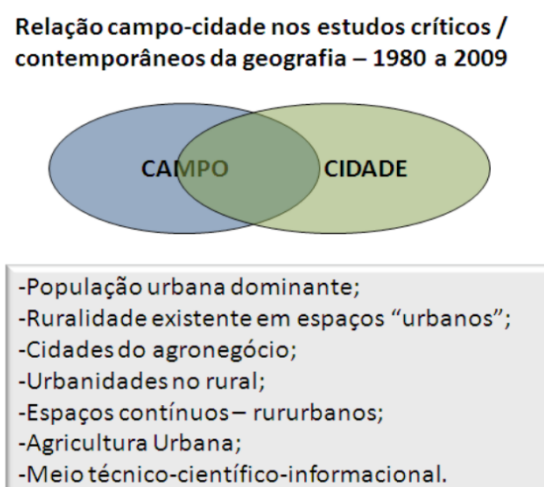 Relação campo-cidade nos estudos críticos /
contemporâneos da geografia – 1980 a 2009
CAMPO
CIDADE
-População urbana dominante;
-Ruralidade existente em espaços “urbanos”;
-Cidades do agronegócio;
-Urbanidades no rural;
-Espaços contínuos – rururbanos;
-Agricultura Urbana;
-Meio técnico-científico-informacional.